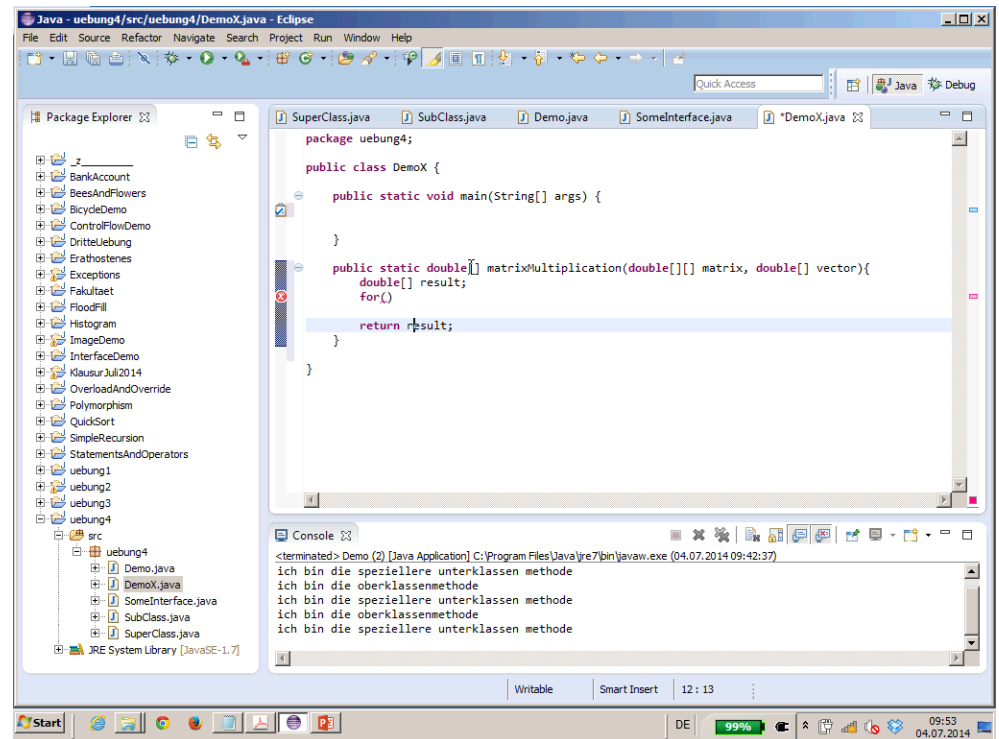 Java - uebung4/src/uebung4/DemoX.java - Eclipse
File Edit Source Refactor Navigate Search Project Run Window Help
Quick Access
Java Debug
Package Explorer
_z_________
BankAccount
BeesAndFlowers
BicycleDemo
ControlFlowDemo
DritteUebung
Erathostenes
Exceptions
Fakultaet
FloodFill
Histogram
ImageDemo
InterfaceDemo
KlausurJuli2014
OverloadAndOverride
Polymorphism
QuickSort
SimpleRecursion
StatementsAndOperators
uebung1
uebung2
uebung3
uebung4
src
uebung4
Demo.java
DemoX.java
SomeInterface.java
SubClass.java
SuperClass.java
JRE System Library [JavaSE-1.7]
SuperClass.java SubClass.java Demo.java SomeInterface.java *DemoX.java
package uebung4;
public class DemoX {
public static void main(String[] args) {
}
public static double[] matrixMultiplication(double[][] matrix, double[] vector){
double[] result;
for()
return result;
}
}
Console
<terminated> Demo (2) [Java Application] C:\Program Files\Java\jre7\bin\javaw.exe (04.07.2014 09:42:37)
ich bin die speziellere unterklassen methode
ich bin die oberklassenmethode
ich bin die speziellere unterklassen methode
ich bin die oberklassenmethode
ich bin die speziellere unterklassen methode
Writable Smart Insert 12 : 13
Start DE 99% 09:53
04.07.2014